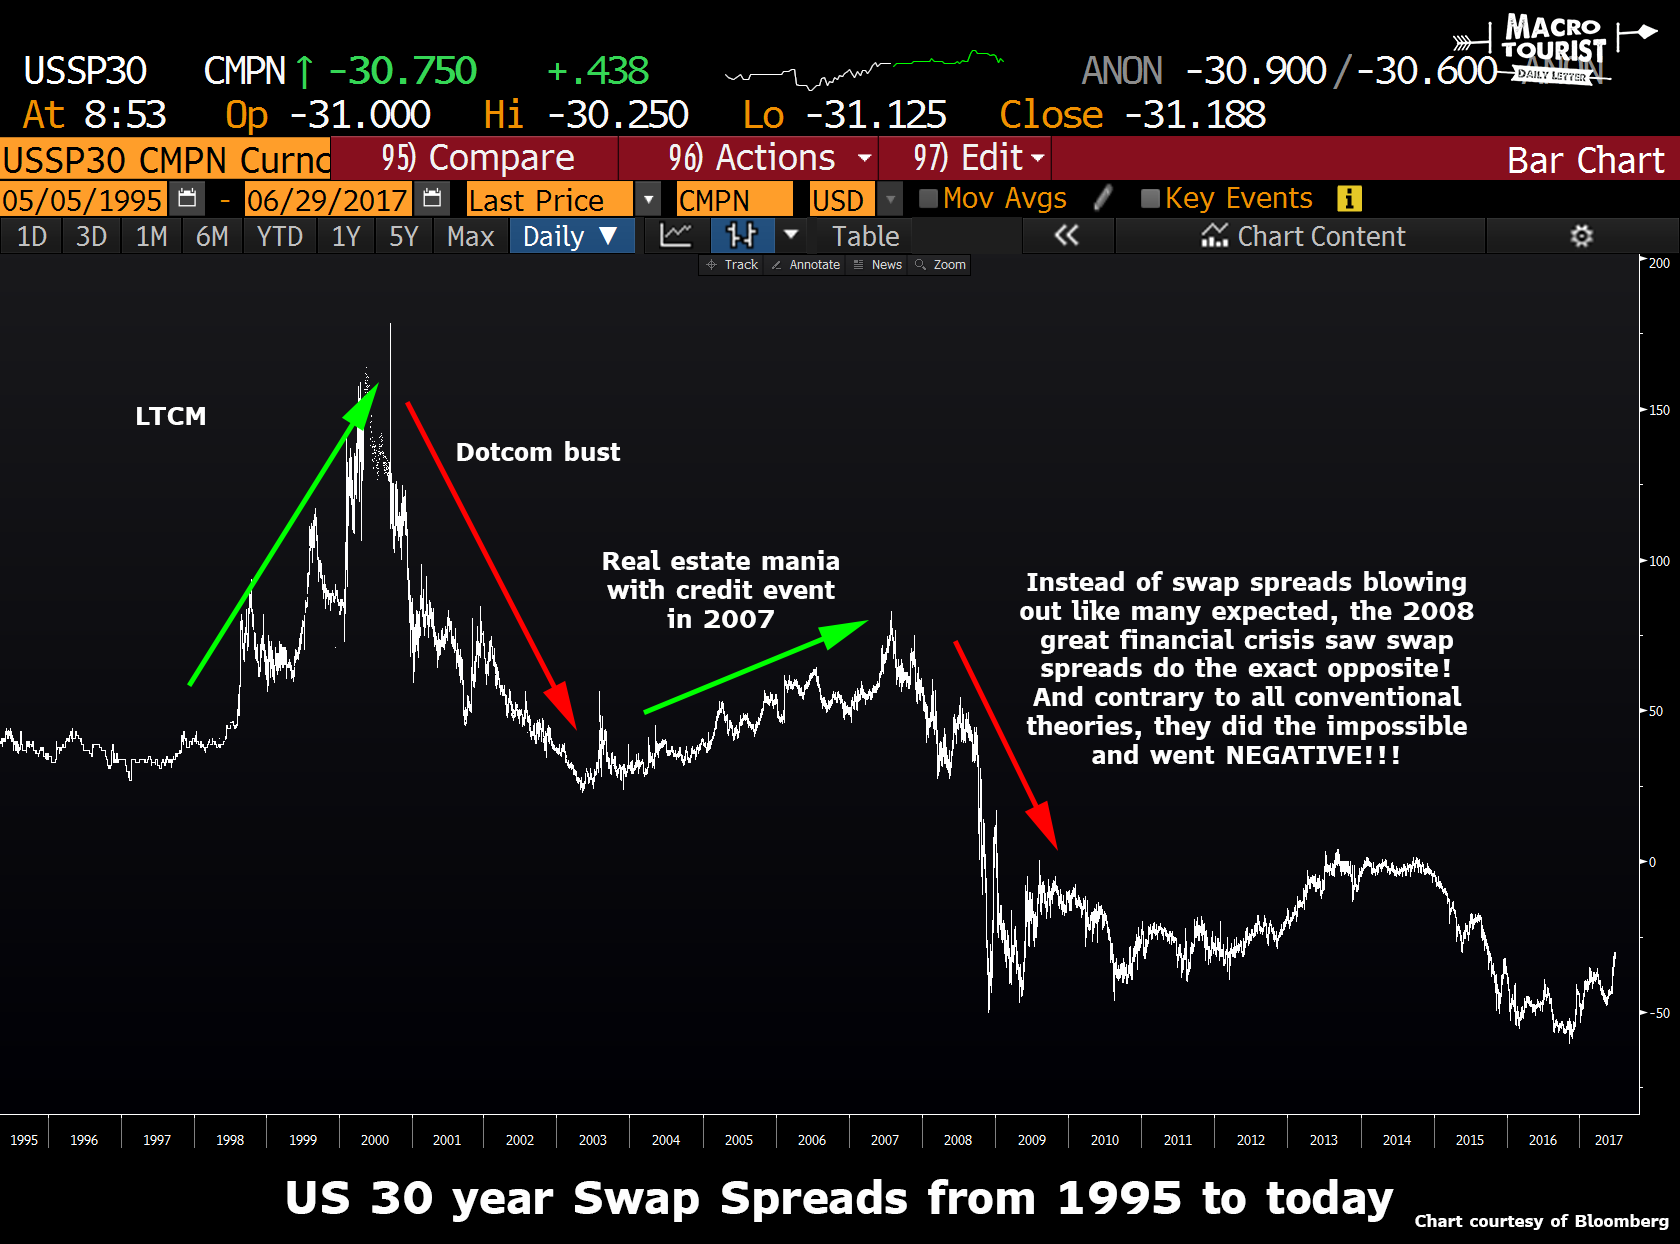 MACRO
TOURIST
DAILY LETTER
USSP30 CMPN ↑ -30.750 +.438 ANON -30.900 / -30.600 ANON
At 8:53 Op -31.000 Hi -30.250 Lo -31.125 Close -31.188
USSP30 CMPN Curnc 95) Compare 96) Actions 97) Edit Bar Chart
05/05/1995 - 06/29/2017 Last Price CMPN USD Mov Avgs Key Events i
1D 3D 1M 6M YTD 1Y 5Y Max Daily ▼ Table « Chart Content
Track Annotate News Zoom
200
LTCM
150
Dotcom bust
Real estate mania
with credit event
in 2007
100
Instead of swap spreads blowing
out like many expected, the 2008
great financial crisis saw swap
spreads do the exact opposite!
And contrary to all conventional
theories, they did the impossible
and went NEGATIVE!!!
50
0
-50
1995 1996 1997 1998 1999 2000 2001 2002 2003 2004 2005 2006 2007 2008 2009 2010 2011 2012 2013 2014 2015 2016 2017
US 30 year Swap Spreads from 1995 to today
Chart courtesy of Bloomberg